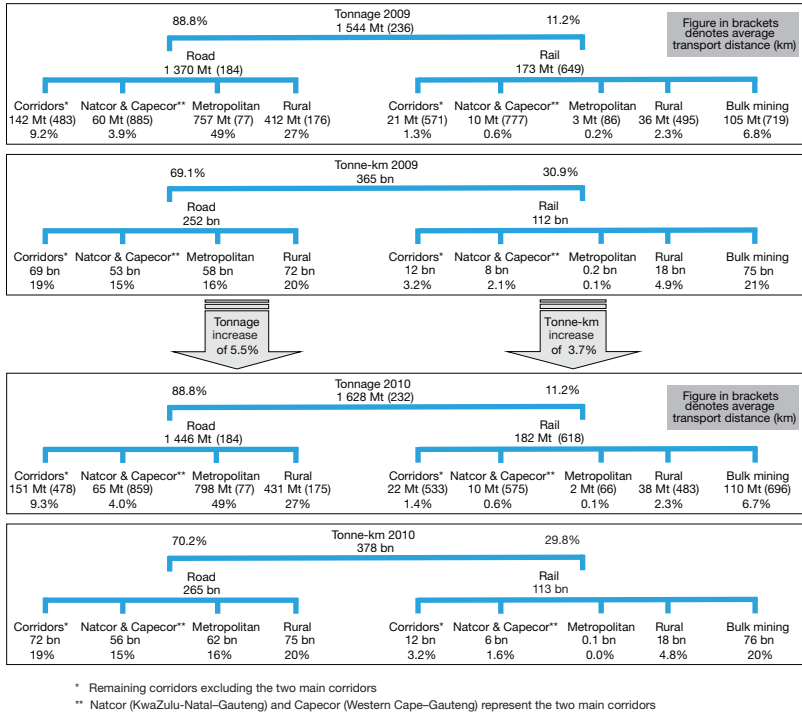 Tonnage 2009
88.8% 11.2%
1 544 Mt (236)
Figure in brackets
denotes average
transport distance (km)
Road Rail
1 370 Mt (184) 173 Mt (649)
Corridors* Natcor & Capecor** Metropolitan Rural Corridors* Natcor & Capecor** Metropolitan Rural Bulk mining
142 Mt (483) 60 Mt (885) 757 Mt (77) 412 Mt (176) 21 Mt (571) 10 Mt (777) 3 Mt (86) 36 Mt (495) 105 Mt (719)
9.2% 3.9% 49% 27% 1.3% 0.6% 0.2% 2.3% 6.8%
69.1% Tonne-km 2009 30.9%
365 bn
Road Rail
252 bn 112 bn
Corridors* Natcor & Capecor** Metropolitan Rural Corridors* Natcor & Capecor** Metropolitan Rural Bulk mining
69 bn 53 bn 58 bn 72 bn 12 bn 8 bn 0.2 bn 18 bn 75 bn
19% 15% 16% 20% 3.2% 2.1% 0.1% 4.9% 21%
Tonnage
increase
of 5.5%
Tonne-km
increase
of 3.7%
88.8% Tonnage 2010 11.2%
1 628 Mt (232)
Figure in brackets
denotes average
transport distance (km)
Road Rail
1 446 Mt (184) 182 Mt (618)
Corridors* Natcor & Capecor** Metropolitan Rural Corridors* Natcor & Capecor** Metropolitan Rural Bulk mining
151 Mt (478) 65 Mt (859) 798 Mt (77) 431 Mt (175) 22 Mt (533) 10 Mt (575) 2 Mt (66) 38 Mt (483) 110 Mt (696)
9.3% 4.0% 49% 27% 1.4% 0.6% 0.1% 2.3% 6.7%
70.2% Tonne-km 2010 29.8%
378 bn
Road Rail
265 bn 113 bn
Corridors* Natcor & Capecor** Metropolitan Rural Corridors* Natcor & Capecor** Metropolitan Rural Bulk mining
72 bn 56 bn 62 bn 75 bn 12 bn 6 bn 0.1 bn 18 bn 76 bn
19% 15% 16% 20% 3.2% 1.6% 0.0% 4.8% 20%
* Remaining corridors excluding the two main corridors
** Natcor (KwaZulu-Natal–Gauteng) and Capecor (Western Cape–Gauteng) represent the two main corridors